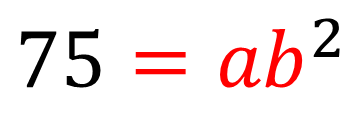 75 = ab²